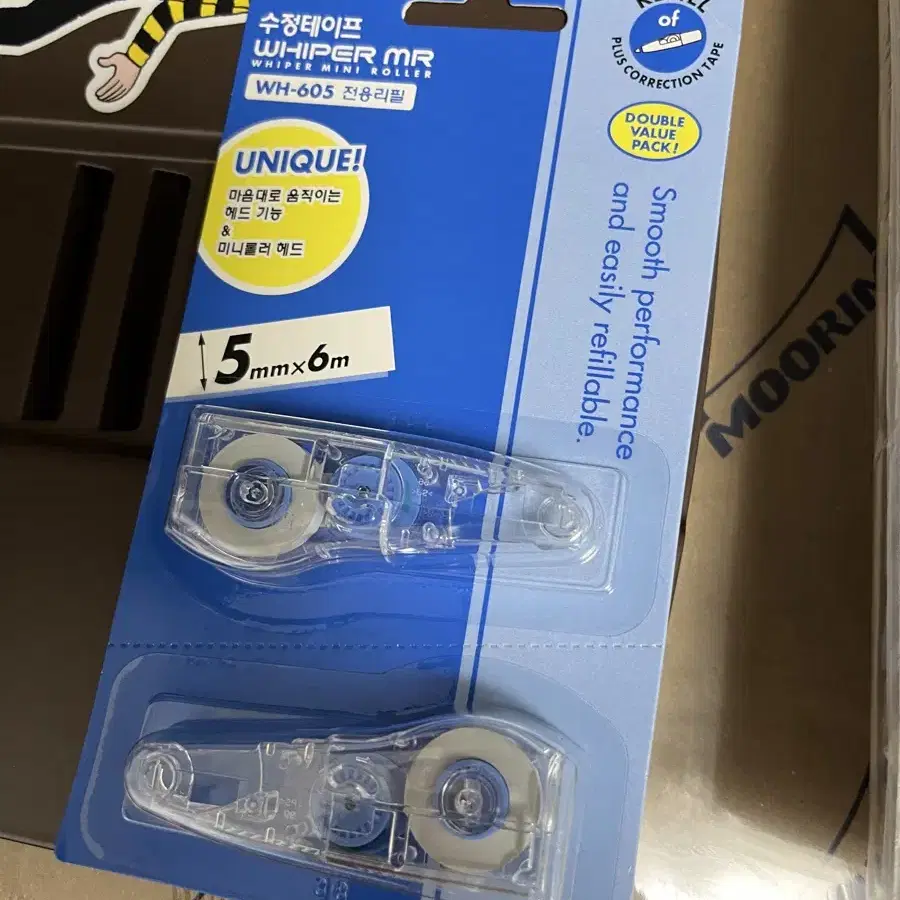 수정테이프
WHIPER MR
WHIPER MINI ROLLER
WH-605 전용리필
UNIQUE!
마음대로 움직이는
헤드 기능
&
미니롤러 헤드
5mm×6m
of
PLUS CORRECTION TAPE
DOUBLE
VALUE
PACK!
Smooth performance
and easily refillable.